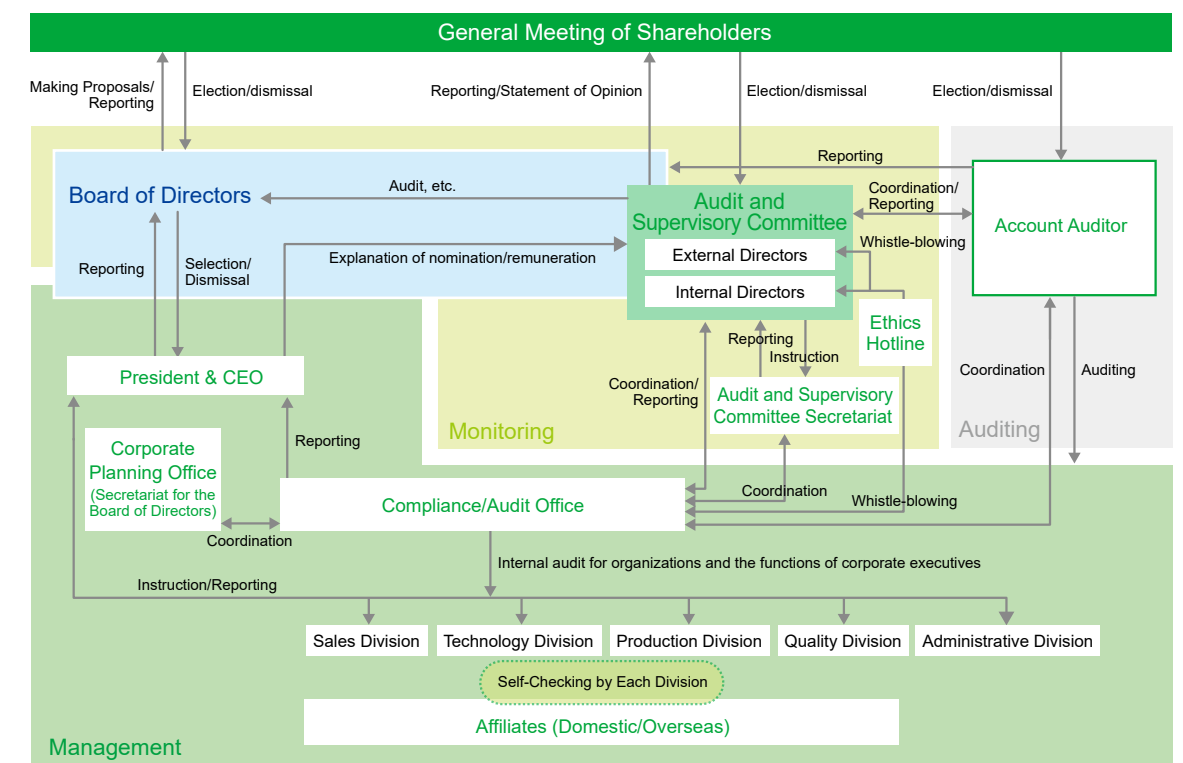 General Meeting of Shareholders
Making Proposals/
Reporting
Election/dismissal
Reporting/Statement of Opinion
Election/dismissal
Election/dismissal
Reporting
Board of Directors
Audit, etc.
Audit and
Supervisory Committee
External Directors
Internal Directors
Coordination/
Reporting
Account Auditor
Whistle-blowing
Reporting
Selection/
Dismissal
Explanation of nomination/remuneration
Ethics
Hotline
Reporting
Instruction
President & CEO
Coordination/
Reporting
Audit and Supervisory
Committee Secretariat
Coordination
Auditing
Monitoring
Auditing
Corporate
Planning Office
(Secretariat for the
Board of Directors)
Reporting
Compliance/Audit Office
Coordination
Whistle-blowing
Coordination
Internal audit for organizations and the functions of corporate executives
Instruction/Reporting
Sales Division
Technology Division
Production Division
Quality Division
Administrative Division
Self-Checking by Each Division
Affiliates (Domestic/Overseas)
Management